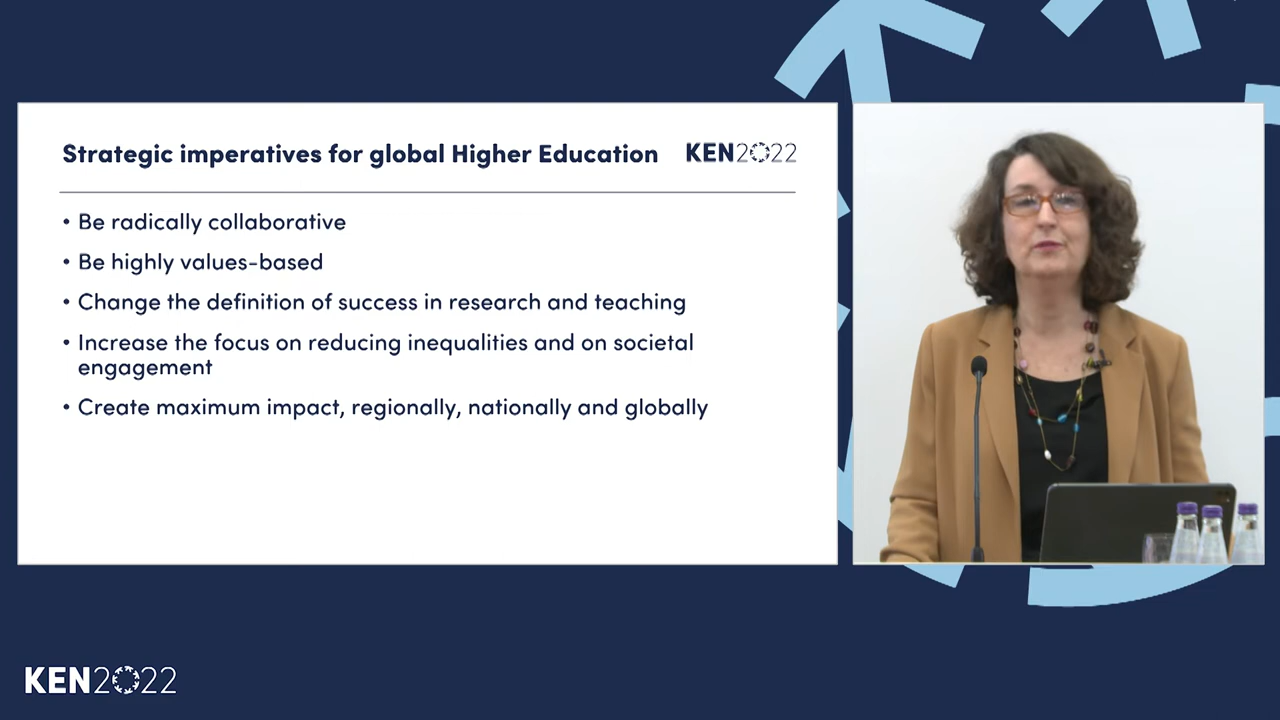 Strategic imperatives for global Higher Education
KEN2022
• Be radically collaborative
• Be highly values-based
• Change the definition of success in research and teaching
• Increase the focus on reducing inequalities and on societal
engagement
• Create maximum impact, regionally, nationally and globally
KEN2022